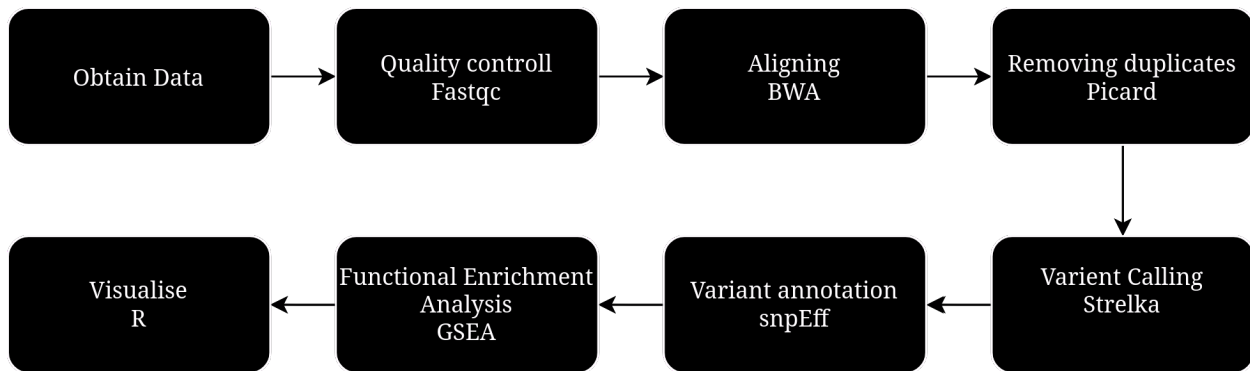 Obtain Data
Quality controll
Fastqc
Aligning
BWA
Removing duplicates
Picard
Varient Calling
Strelka
Variant annotation
snpEff
Functional Enrichment
Analysis
GSEA
Visualise
R